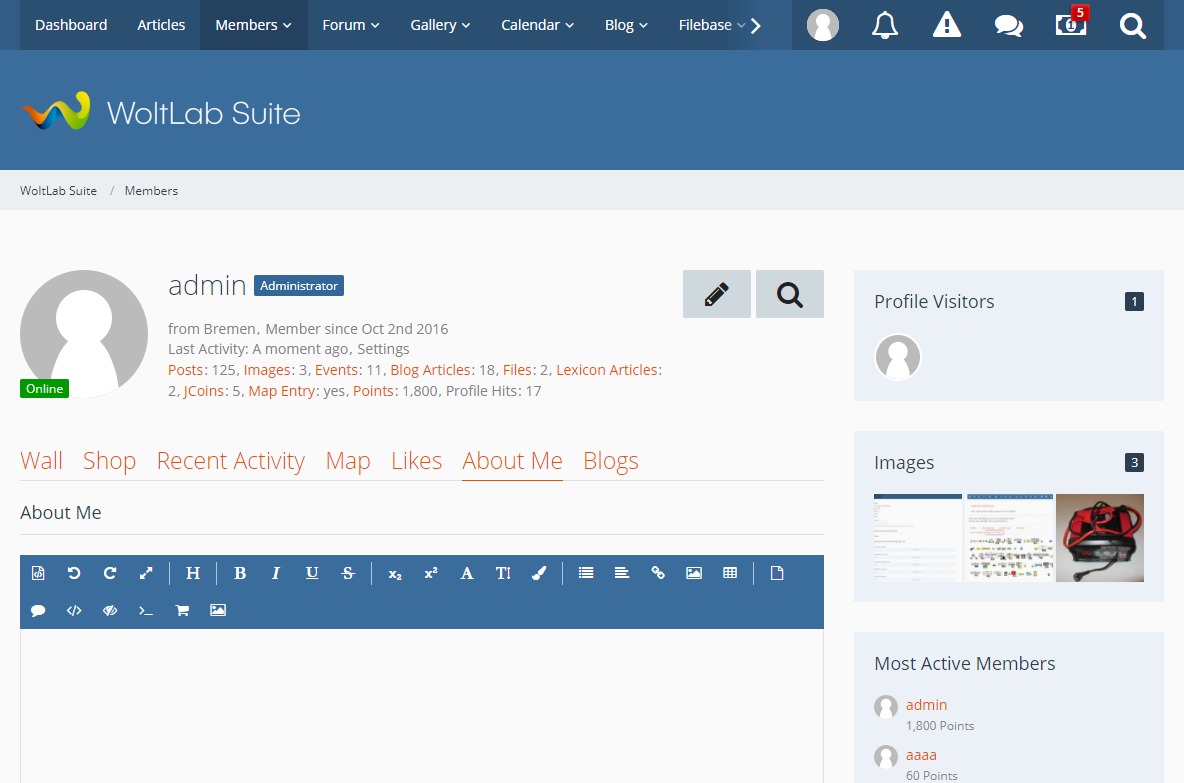 Dashboard Articles Members Forum Gallery Calendar Blog Filebase 5
WoltLab Suite
WoltLab Suite / Members
admin Administrator
from Bremen, Member since Oct 2nd 2016
Last Activity: A moment ago, Settings
Posts: 125, Images: 3, Events: 11, Blog Articles: 18, Files: 2, Lexicon Articles:
2, JCoins: 5, Map Entry: yes, Points: 1,800, Profile Hits: 17
Online
Wall Shop Recent Activity Map Likes About Me Blogs
About Me
H B I U S x₂ x² A T
Profile Visitors 1
Images 3
Most Active Members
admin
1,800 Points
aaaa
60 Points